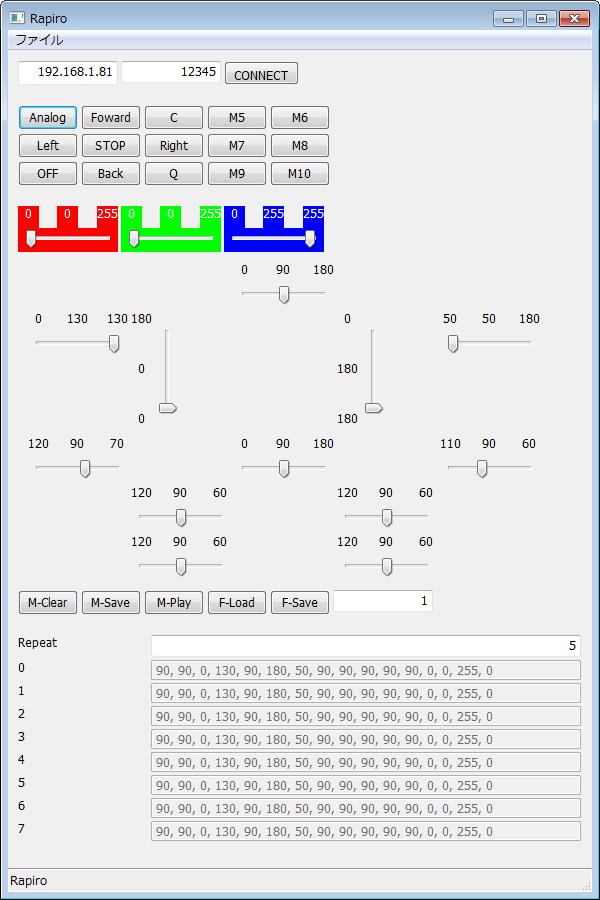 Rapiro
ファイル
192.168.1.81 12345 CONNECT
Analog Foward C M5 M6
Left STOP Right M7 M8
OFF Back Q M9 M10
0 0 255 0 0 255 0 255 255
0 90 180
0 130 130 180 0 50 50 180
0 180
0 180
120 90 70 0 90 180 110 90 60
120 90 60 120 90 60
120 90 60 120 90 60
M-Clear M-Save M-Play F-Load F-Save 1
Repeat 5
0 90, 90, 0, 130, 90, 180, 50, 90, 90, 90, 90, 90, 0, 0, 255, 0
1 90, 90, 0, 130, 90, 180, 50, 90, 90, 90, 90, 90, 0, 0, 255, 0
2 90, 90, 0, 130, 90, 180, 50, 90, 90, 90, 90, 90, 0, 0, 255, 0
3 90, 90, 0, 130, 90, 180, 50, 90, 90, 90, 90, 90, 0, 0, 255, 0
4 90, 90, 0, 130, 90, 180, 50, 90, 90, 90, 90, 90, 0, 0, 255, 0
5 90, 90, 0, 130, 90, 180, 50, 90, 90, 90, 90, 90, 0, 0, 255, 0
6 90, 90, 0, 130, 90, 180, 50, 90, 90, 90, 90, 90, 0, 0, 255, 0
7 90, 90, 0, 130, 90, 180, 50, 90, 90, 90, 90, 90, 0, 0, 255, 0
Rapiro